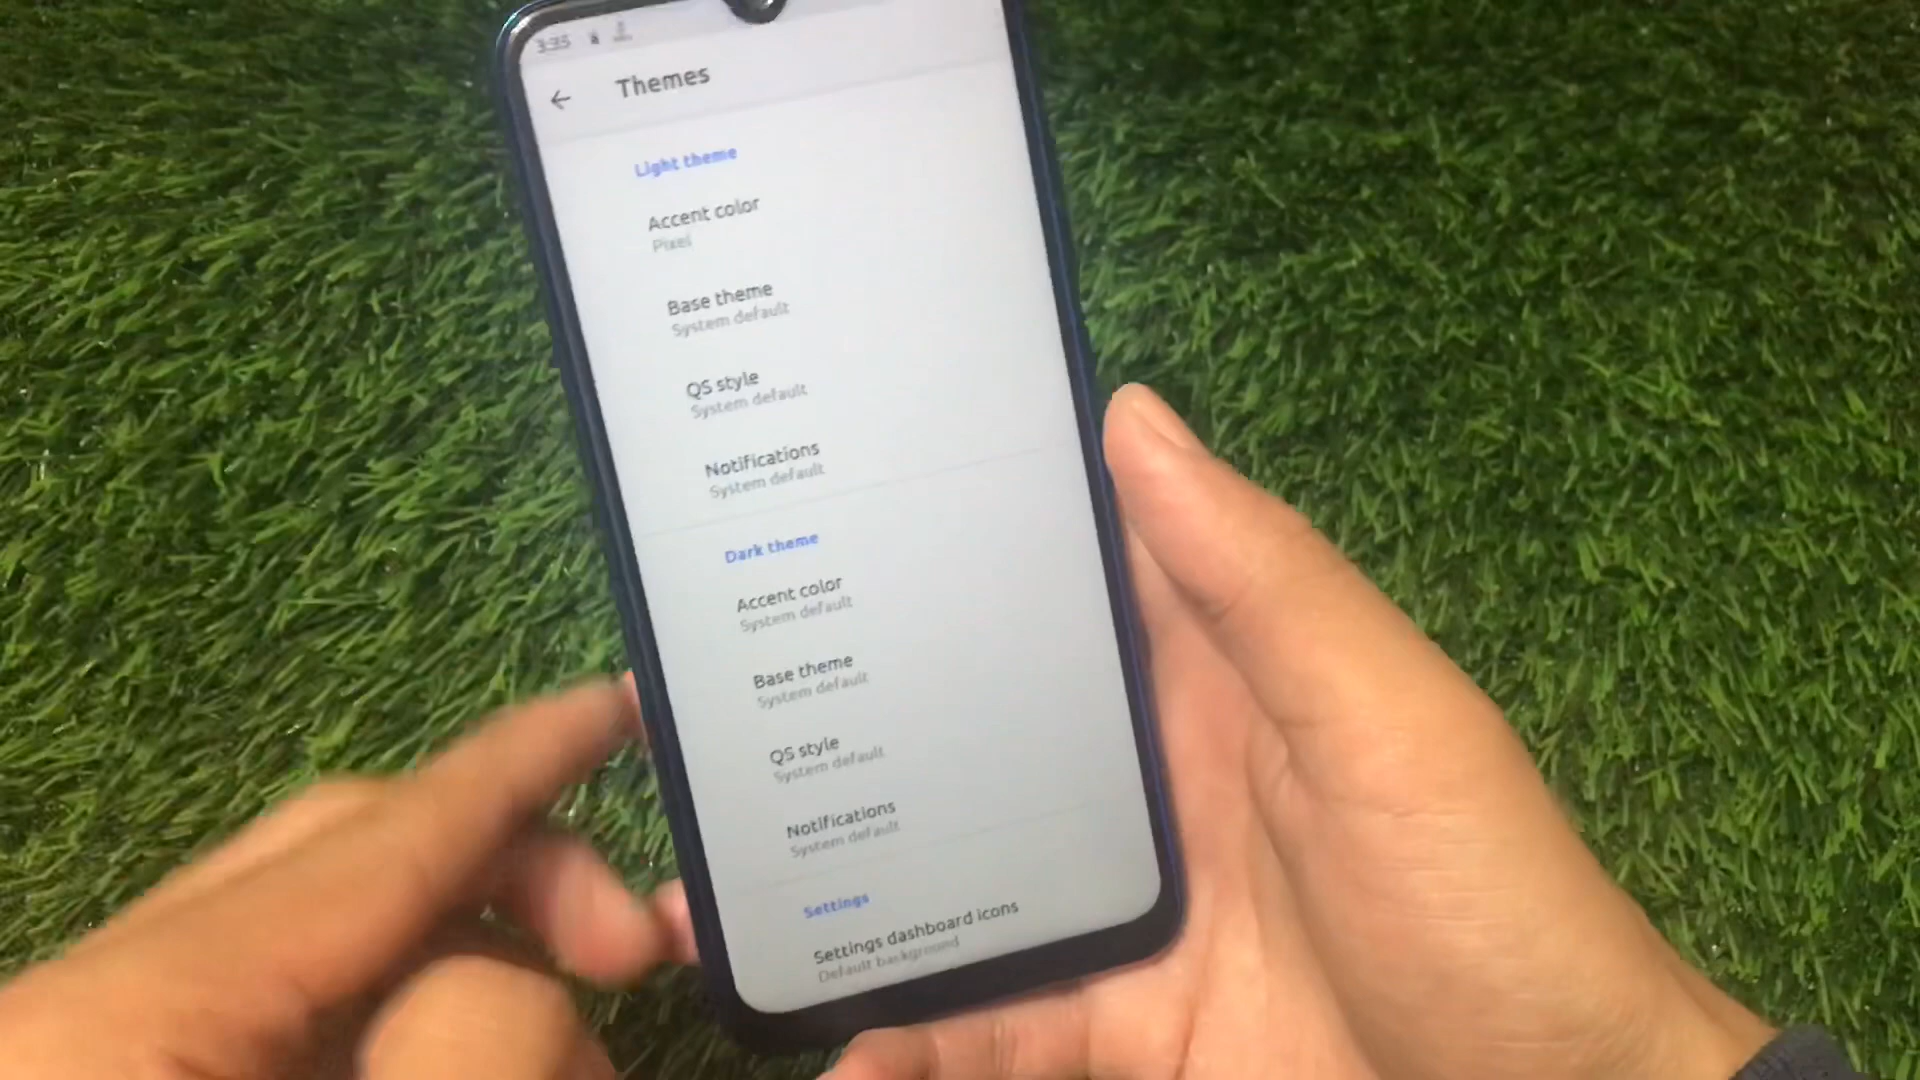 3:35
Themes
Light theme
Accent color
Pixel
Base theme
System default
QS style
System default
Notifications
System default
Dark theme
Accent color
System default
Base theme
System default
QS style
System default
Notifications
System default
Settings
Settings dashboard icons
Default background